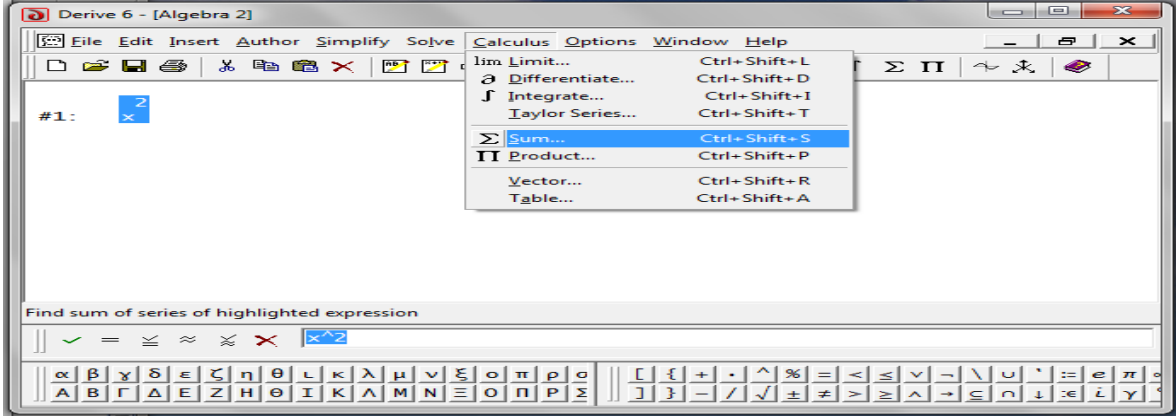 Derive 6 - [Algebra 2]
File Edit Insert Author Simplify Solve Calculus Options Window Help
lim Limit... Ctrl+Shift+L
∂ Differentiate... Ctrl+Shift+D
∫ Integrate... Ctrl+Shift+I
Taylor Series... Ctrl+Shift+T
∑ Sum... Ctrl+Shift+S
∏ Product... Ctrl+Shift+P
Vector... Ctrl+Shift+R
Table... Ctrl+Shift+A
∑ ∏
#1: x²
Find sum of series of highlighted expression
= ≈ x^2
α β γ δ ε ζ η θ ι κ λ μ ν ξ ο π ρ σ [ { + · ^ % = < ≤ ∨ ¬ \ ∪ ` := e π
Α Β Γ Δ Ε Ζ Η Θ Ι Κ Λ Μ Ν Ξ Ο Π Ρ Σ ] } - / √ ± ≠ > ≥ ∧ → ⊆ ∩ ↓ :∈ i γ